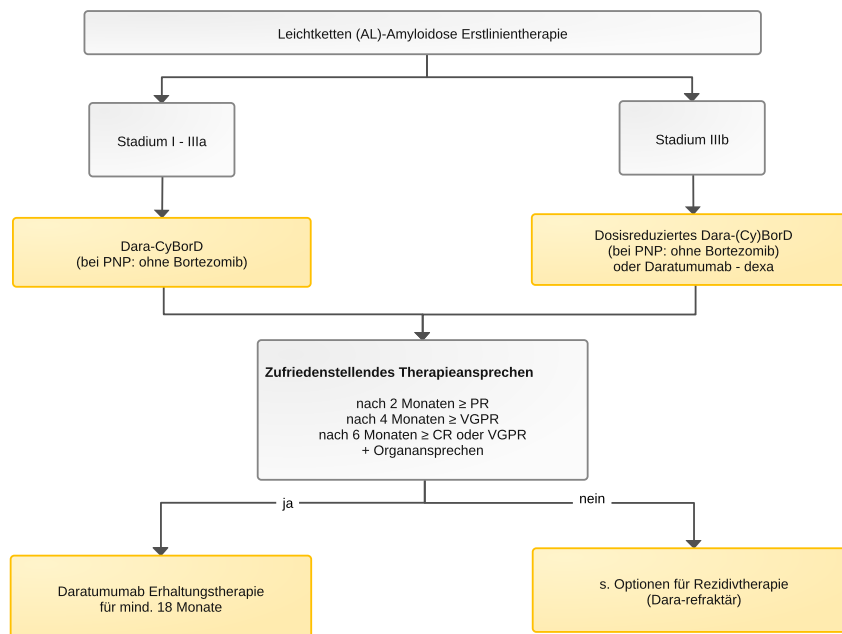 Leichtketten (AL)-Amyloidose Erstlinientherapie
Stadium I - IIIa
Stadium IIIb
Dara-CyBorD
(bei PNP: ohne Bortezomib)
Dosisreduziertes Dara-(Cy)BorD
(bei PNP: ohne Bortezomib)
oder Daratumumab - dexa
Zufriedenstellendes Therapieansprechen
nach 2 Monaten ≥ PR
nach 4 Monaten ≥ VGPR
nach 6 Monaten ≥ CR oder VGPR
+ Organansprechen
ja
nein
Daratumumab Erhaltungstherapie
für mind. 18 Monate
s. Optionen für Rezidivtherapie
(Dara-refraktär)